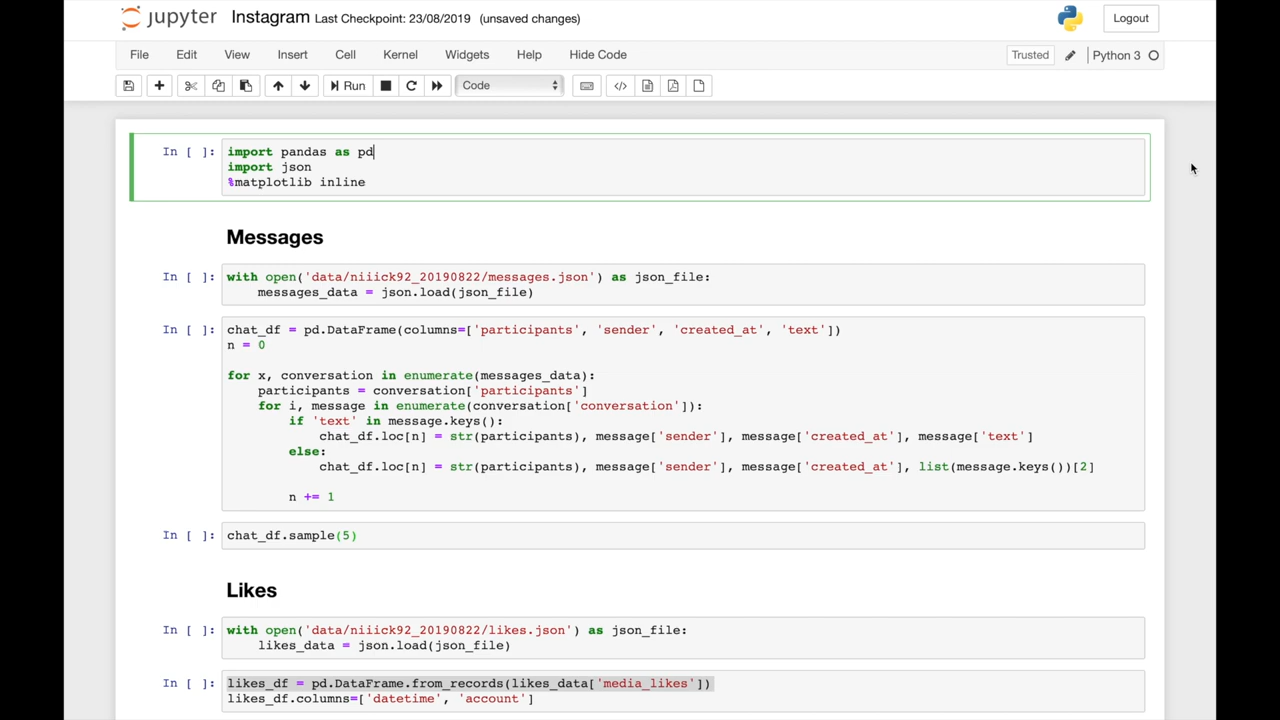 jupyter Instagram Last Checkpoint: 23/08/2019 (unsaved changes) Logout
File Edit View Insert Cell Kernel Widgets Help Hide Code Trusted Python 3
Run Code
In [ ]: import pandas as pd
import json
%matplotlib inline
Messages
In [ ]: with open('data/niiick92_20190822/messages.json') as json_file:
    messages_data = json.load(json_file)
In [ ]: chat_df = pd.DataFrame(columns=['participants', 'sender', 'created_at', 'text'])
n = 0
for x, conversation in enumerate(messages_data):
    participants = conversation['participants']
    for i, message in enumerate(conversation['conversation']):
        if 'text' in message.keys():
            chat_df.loc[n] = str(participants), message['sender'], message['created_at'], message['text']
        else:
            chat_df.loc[n] = str(participants), message['sender'], message['created_at'], list(message.keys())[2]
        n += 1
In [ ]: chat_df.sample(5)
Likes
In [ ]: with open('data/niiick92_20190822/likes.json') as json_file:
    likes_data = json.load(json_file)
In [ ]: likes_df = pd.DataFrame.from_records(likes_data['media_likes'])
likes_df.columns=['datetime', 'account']